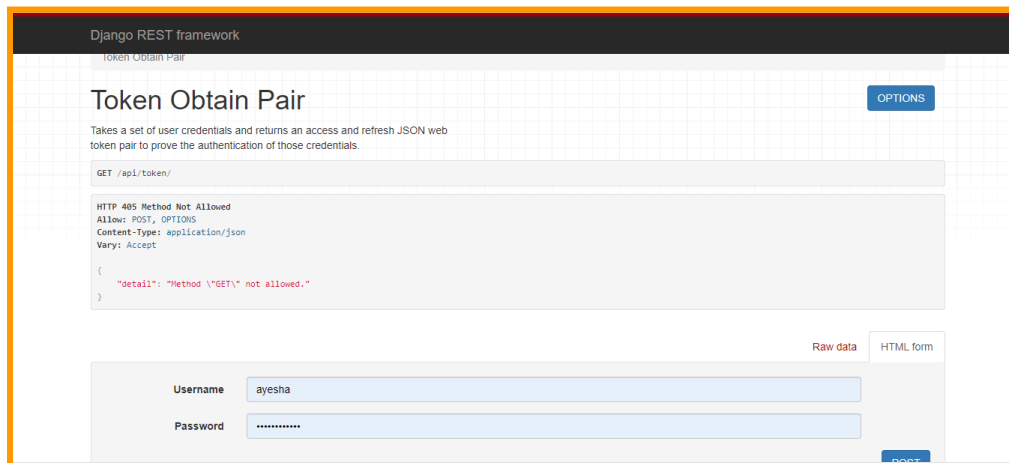 Django REST framework
Token Obtain Pair
Token Obtain Pair
OPTIONS
Takes a set of user credentials and returns an access and refresh JSON web
token pair to prove the authentication of those credentials.
GET /api/token/
HTTP 405 Method Not Allowed
Allow: POST, OPTIONS
Content-Type: application/json
Vary: Accept
{
"detail": "Method \"GET\" not allowed."
}
Raw data HTML form
Username ayesha
Password ••••••••••••
POST